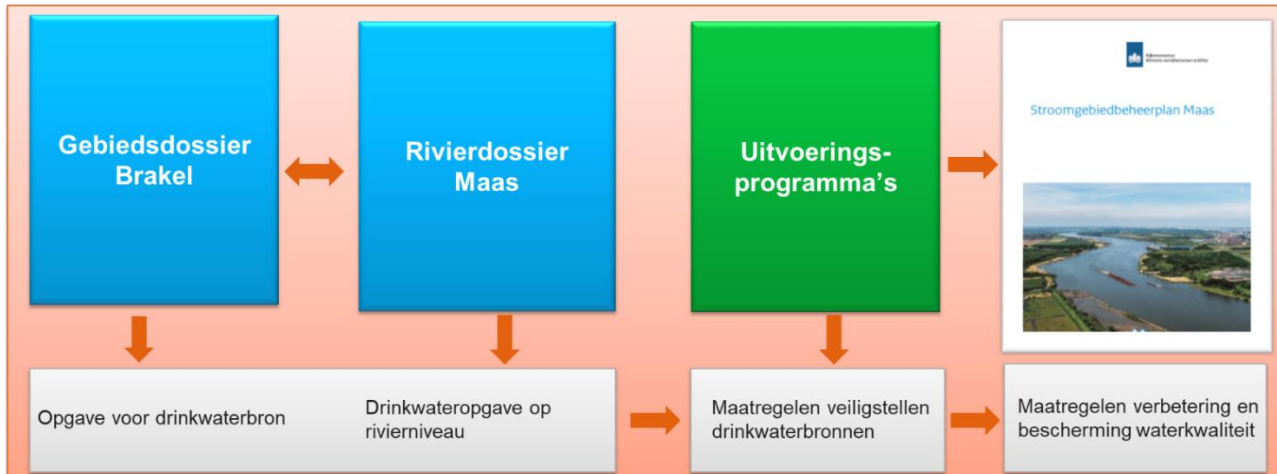 Gebiedsdossier
Brakel
Rivierdossier
Maas
Uitvoerings-
programma's
Stroomgebiedbeheerplan Maas
Opgave voor drinkwaterbron
Drinkwateropgave op
rivierniveau
Maatregelen veiligstellen
drinkwaterbronnen
Maatregelen verbetering en
bescherming waterkwaliteit